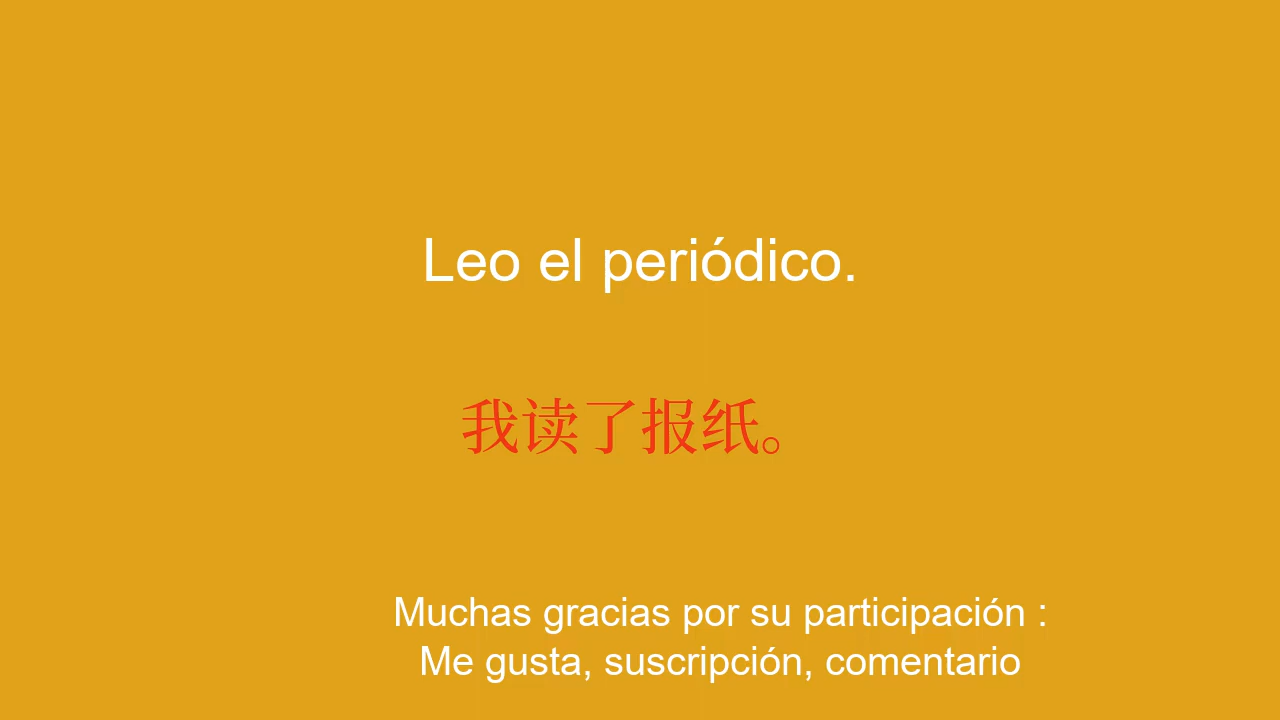 Leo el periódico.
我读了报纸。
Muchas gracias por su participación :
Me gusta, suscripción, comentario